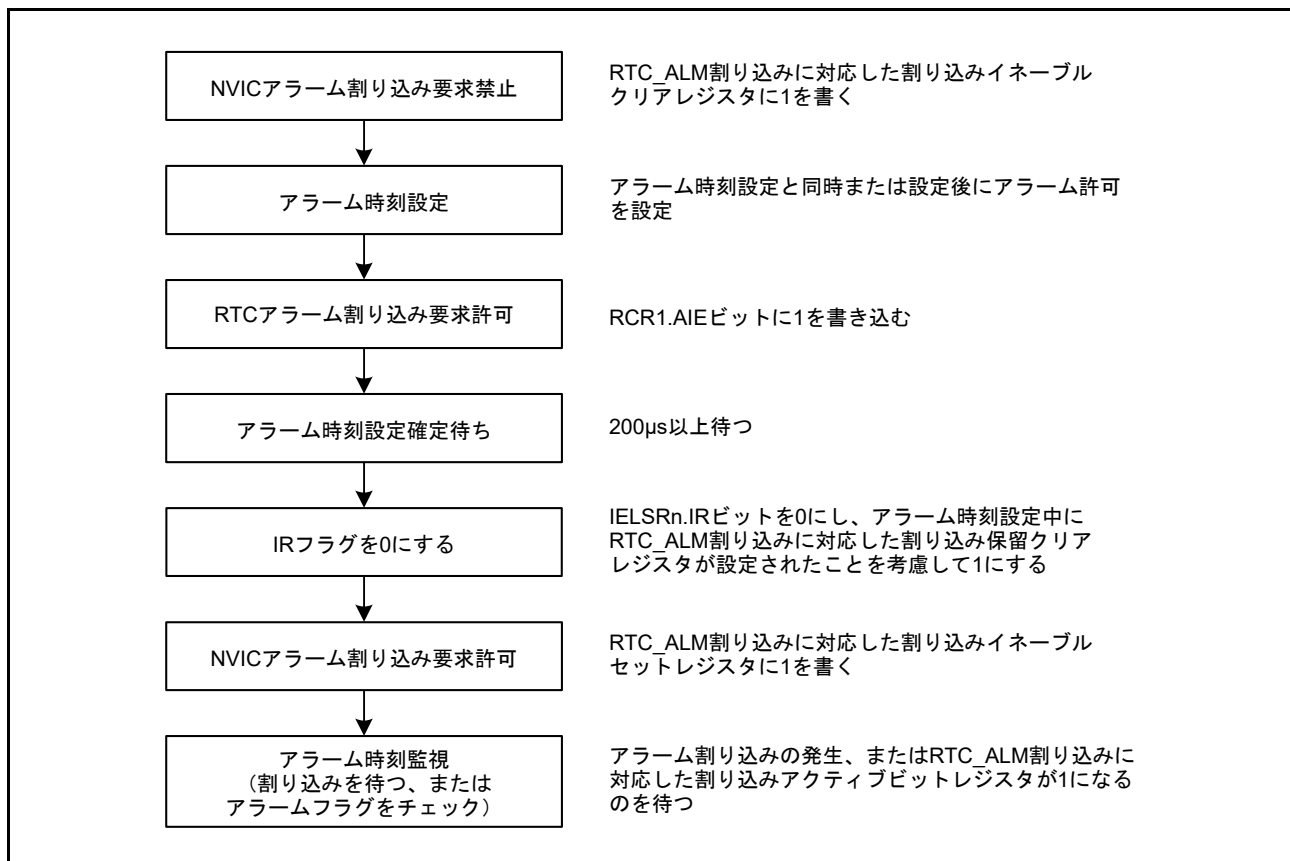 NVICアラーム割り込み要求禁止
RTC_ALM割り込みに対応した割り込みイネーブル
クリアレジスタに1を書く
アラーム時刻設定
アラーム時刻設定と同時または設定後にアラーム許可
を設定
RTCアラーム割り込み要求許可
RCR1.AIEビットに1を書き込む
アラーム時刻設定確定待ち
200µs以上待つ
IRフラグを0にする
IELSRn.IRビットを0にし、アラーム時刻設定中に
RTC_ALM割り込みに対応した割り込み保留クリア
レジスタが設定されたことを考慮して1にする
NVICアラーム割り込み要求許可
RTC_ALM割り込みに対応した割り込みイネーブル
セットレジスタに1を書く
アラーム時刻監視
（割り込みを待つ、または
アラームフラグをチェック）
アラーム割り込みの発生、またはRTC_ALM割り込みに
対応した割り込みアクティブビットレジスタが1になる
のを待つ